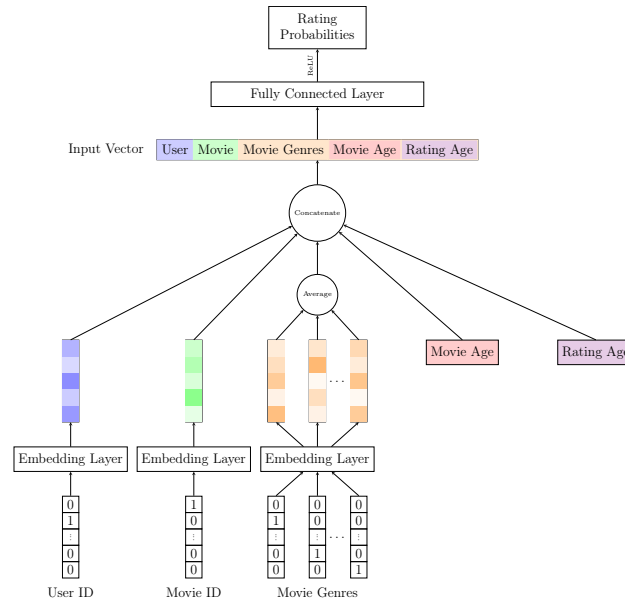 Rating
Probabilities
ReLU
Fully Connected Layer
Input Vector User Movie Movie Genres Movie Age Rating Age
Concatenate
Average
Movie Age Rating Age
...
Embedding Layer Embedding Layer Embedding Layer
0 1 0 0 0
1 0 1 0 0
⋮ ⋮ ⋮ ⋮ ... ⋮
0 0 0 1 0
0 0 0 0 1
User ID Movie ID Movie Genres